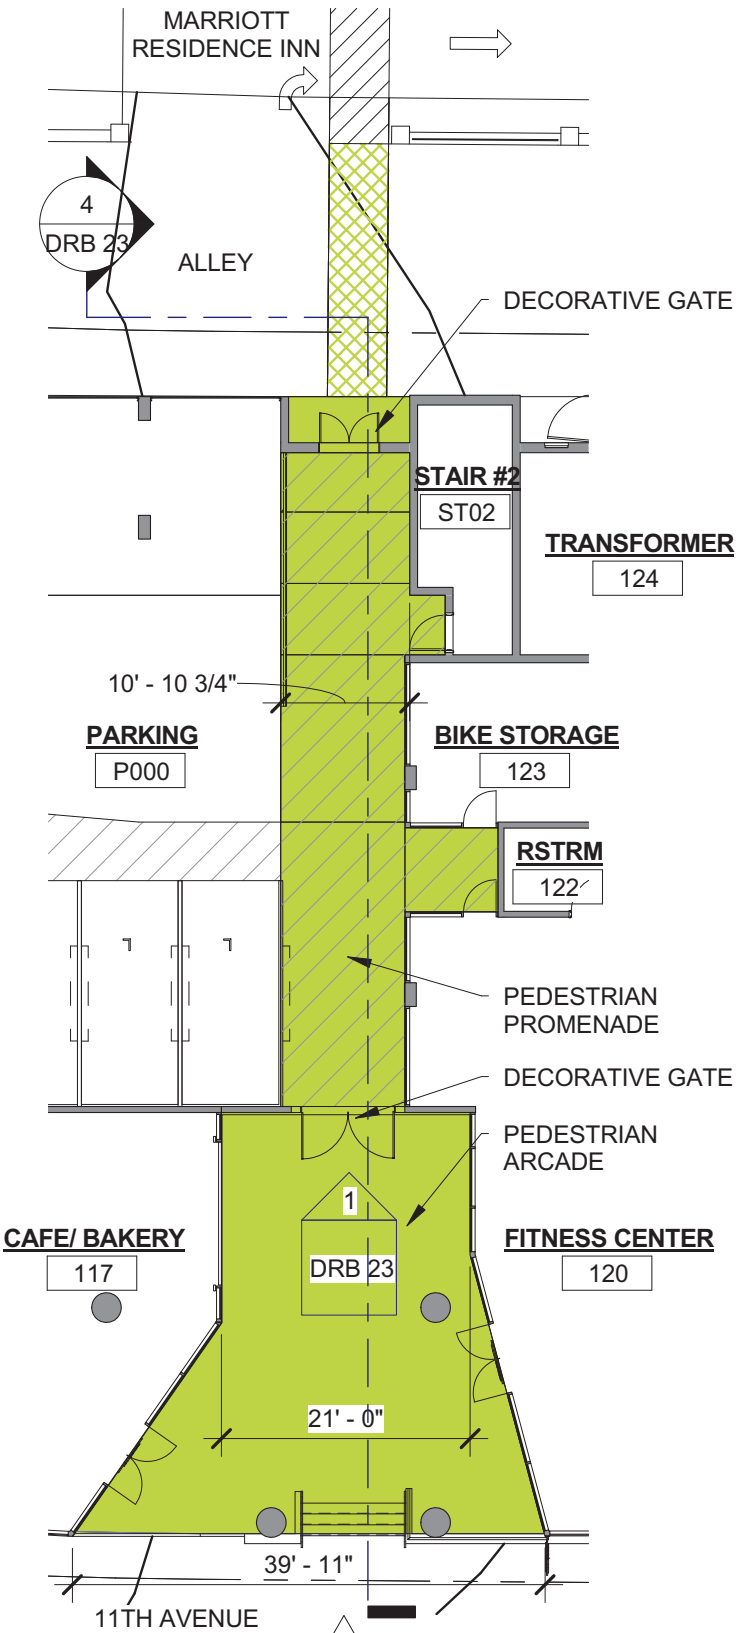 MARRIOTT
RESIDENCE INN
4
DRB 23
ALLEY
DECORATIVE GATE
STAIR #2
ST02
TRANSFORMER
124
10' - 10 3/4"
PARKING
P000
BIKE STORAGE
123
RSTRM
122
PEDESTRIAN
PROMENADE
DECORATIVE GATE
PEDESTRIAN
ARCADE
1
DRB 23
CAFE/ BAKERY
117
FITNESS CENTER
120
21' - 0"
39' - 11"
11TH AVENUE